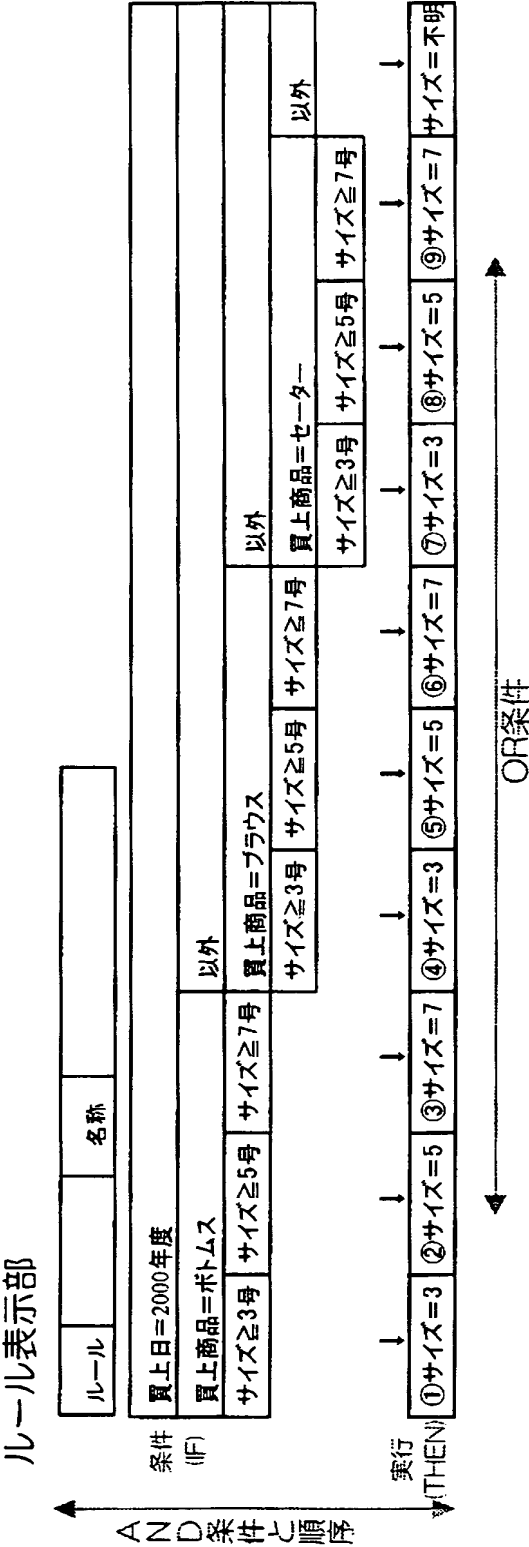 ルール表示部
ルール
名称
条件
(IF)
買上日＝2000年度
買上商品＝ボトムス
以外
サイズ≧3号
サイズ≧5号
サイズ≧7号
買上商品＝ブラウス
以外
サイズ≧3号
サイズ≧5号
サイズ≧7号
買上商品＝セーター
以外
サイズ≧3号
サイズ≧5号
サイズ≧7号
実行
(THEN)
①サイズ＝3
②サイズ＝5
③サイズ＝7
④サイズ＝3
⑤サイズ＝5
⑥サイズ＝7
⑦サイズ＝3
⑧サイズ＝5
⑨サイズ＝7
サイズ＝不明
AND条件と順序
OR条件